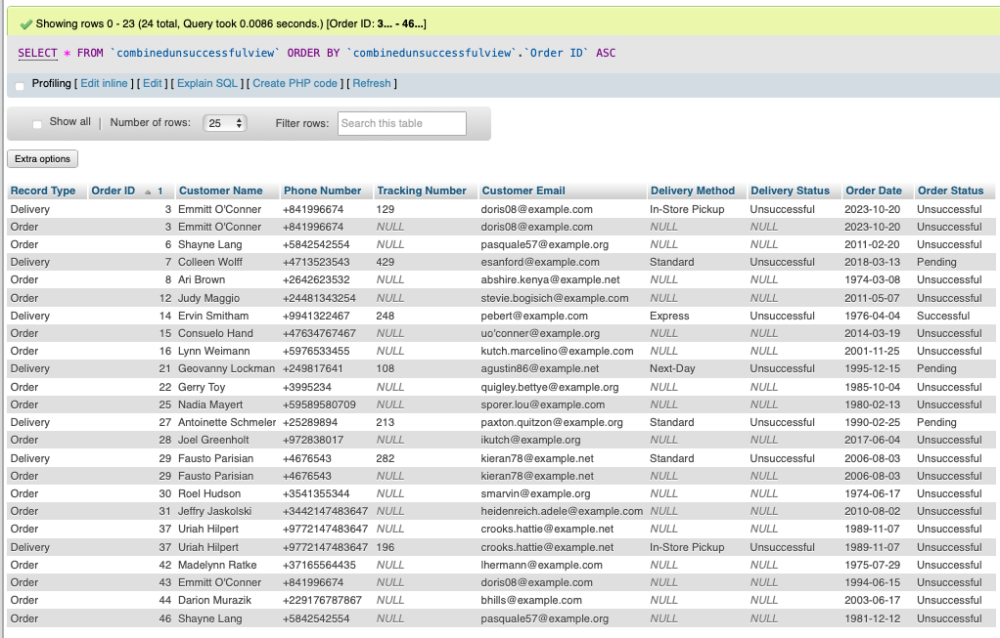 Showing rows 0 - 23 (24 total, Query took 0.0086 seconds.) [Order ID: 3... - 46...]
SELECT * FROM `combinedunsuccessfulview` ORDER BY `combinedunsuccessfulview`.`Order ID` ASC
Profiling [ Edit inline ] [ Edit ] [ Explain SQL ] [ Create PHP code ] [ Refresh ]
Show all | Number of rows: 25 Filter rows: Search this table
Extra options
Record Type Order ID 1 Customer Name Phone Number Tracking Number Customer Email Delivery Method Delivery Status Order Date Order Status
Delivery 3 Emmitt O'Conner +841996674 129 doris08@example.com In-Store Pickup Unsuccessful 2023-10-20 Unsuccessful
Order 3 Emmitt O'Conner +841996674 NULL doris08@example.com NULL NULL 2023-10-20 Unsuccessful
Order 6 Shayne Lang +5842542554 NULL pasquale57@example.org NULL NULL 2011-02-20 Unsuccessful
Delivery 7 Colleen Wolff +4713523543 429 esanford@example.com Standard Unsuccessful 2018-03-13 Pending
Order 8 Ari Brown +2642623532 NULL abshire.kenya@example.net NULL NULL 1974-03-08 Unsuccessful
Order 12 Judy Maggio +24481343254 NULL stevie.bogisich@example.com NULL NULL 2011-05-07 Unsuccessful
Delivery 14 Ervin Smitham +9941322467 248 pebert@example.com Express Unsuccessful 1976-04-04 Successful
Order 15 Consuelo Hand +47634767467 NULL uo'conner@example.org NULL NULL 2014-03-19 Unsuccessful
Order 16 Lynn Weimann +5976533455 NULL kutch.marcelino@example.com NULL NULL 2001-11-25 Unsuccessful
Delivery 21 Geovanny Lockman +249817641 108 agustin86@example.net Next-Day Unsuccessful 1995-12-15 Pending
Order 22 Gerry Toy +3995234 NULL quigley.bettye@example.org NULL NULL 1985-10-04 Unsuccessful
Order 25 Nadia Mayert +59589580709 NULL sporer.lou@example.com NULL NULL 1980-02-13 Unsuccessful
Delivery 27 Antoinette Schmeler +25289894 213 paxton.quitzon@example.org Standard Unsuccessful 1990-02-25 Pending
Order 28 Joel Greenholt +972838017 NULL ikutch@example.org NULL NULL 2017-06-04 Unsuccessful
Delivery 29 Fausto Parisian +4676543 282 kieran78@example.net Standard Unsuccessful 2006-08-03 Unsuccessful
Order 29 Fausto Parisian +4676543 NULL kieran78@example.net NULL NULL 2006-08-03 Unsuccessful
Order 30 Roel Hudson +3541355344 NULL smarvin@example.org NULL NULL 1974-06-17 Unsuccessful
Order 31 Jeffry Jaskolski +3442147483647 NULL heidenreich.adele@example.com NULL NULL 2010-08-02 Unsuccessful
Order 37 Uriah Hilpert +9772147483647 NULL crooks.hattie@example.net NULL NULL 1989-11-07 Unsuccessful
Delivery 37 Uriah Hilpert +9772147483647 196 crooks.hattie@example.net In-Store Pickup Unsuccessful 1989-11-07 Unsuccessful
Order 42 Madelynn Ratke +37165564435 NULL lhermann@example.com NULL NULL 1975-07-29 Unsuccessful
Order 43 Emmitt O'Conner +841996674 NULL doris08@example.com NULL NULL 1994-06-15 Unsuccessful
Order 44 Darion Murazik +229176787867 NULL bhills@example.com NULL NULL 2003-06-17 Unsuccessful
Order 46 Shayne Lang +5842542554 NULL pasquale57@example.org NULL NULL 1981-12-12 Unsuccessful